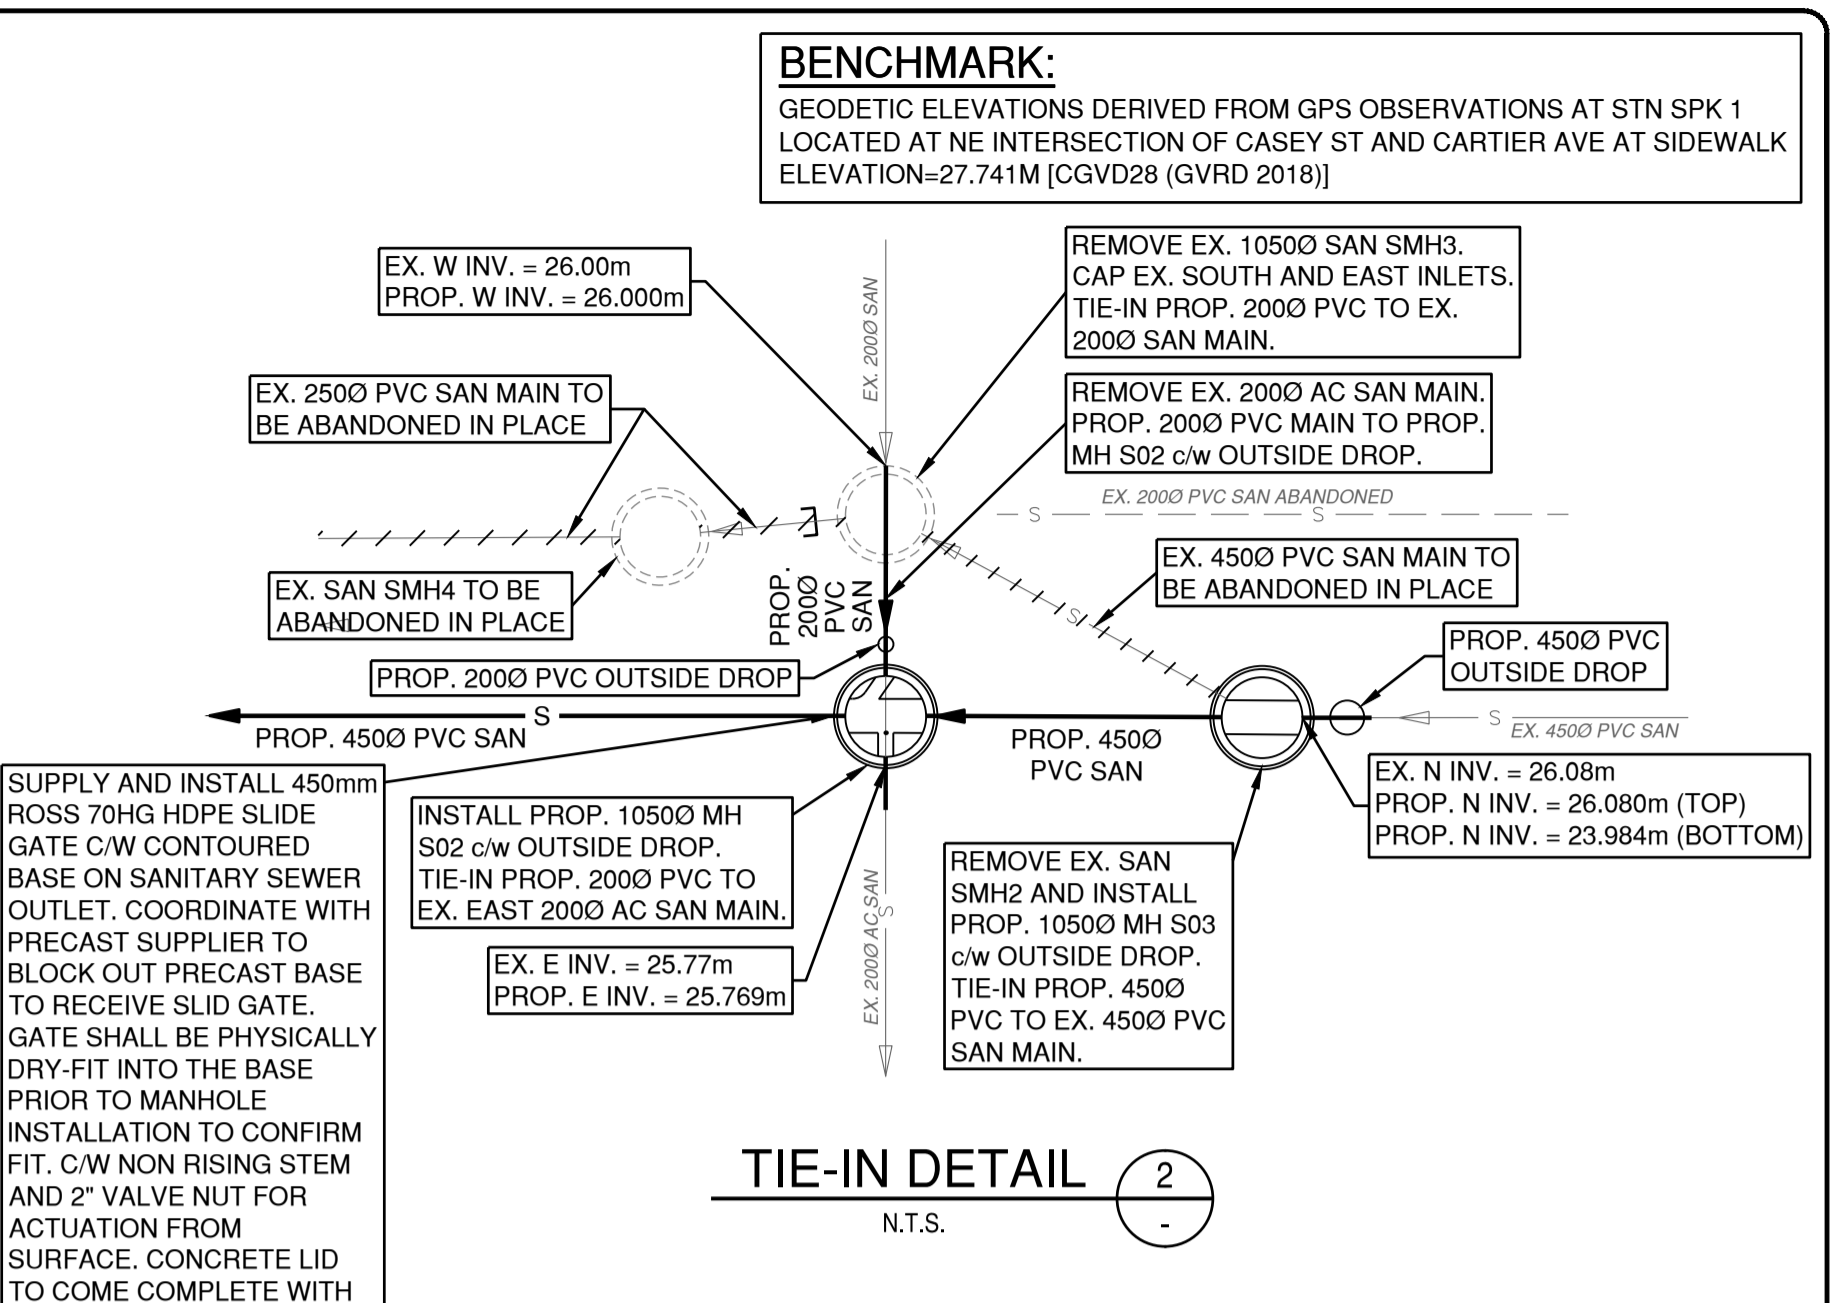 BENCHMARK:
GEODETIC ELEVATIONS DERIVED FROM GPS OBSERVATIONS AT STN SPK 1
LOCATED AT NE INTERSECTION OF CASEY ST AND CARTIER AVE AT SIDEWALK
ELEVATION=27.741M [CGVD28 (GVRD 2018)]
EX. W INV. = 26.00m
PROP. W INV. = 26.000m
EX. 200Ø SAN
REMOVE EX. 1050Ø SAN SMH3.
CAP EX. SOUTH AND EAST INLETS.
TIE-IN PROP. 200Ø PVC TO EX.
200Ø SAN MAIN.
EX. 250Ø PVC SAN MAIN TO
BE ABANDONED IN PLACE
REMOVE EX. 200Ø AC SAN MAIN.
PROP. 200Ø PVC MAIN TO PROP.
MH S02 c/w OUTSIDE DROP.
EX. 200Ø PVC SAN ABANDONED
S
S
EX. 450Ø PVC SAN MAIN TO
BE ABANDONED IN PLACE
EX. SAN SMH4 TO BE
ABANDONED IN PLACE
PROP.
200Ø
PVC
SAN
S
PROP. 450Ø PVC
OUTSIDE DROP
PROP. 200Ø PVC OUTSIDE DROP
S
PROP. 450Ø PVC SAN
PROP. 450Ø
PVC SAN
S
EX. 450Ø PVC SAN
EX. N INV. = 26.08m
PROP. N INV. = 26.080m (TOP)
PROP. N INV. = 23.984m (BOTTOM)
SUPPLY AND INSTALL 450mm
ROSS 70HG HDPE SLIDE
GATE C/W CONTOURED
BASE ON SANITARY SEWER
OUTLET. COORDINATE WITH
PRECAST SUPPLIER TO
BLOCK OUT PRECAST BASE
TO RECEIVE SLID GATE.
GATE SHALL BE PHYSICALLY
DRY-FIT INTO THE BASE
PRIOR TO MANHOLE
INSTALLATION TO CONFIRM
FIT. C/W NON RISING STEM
AND 2" VALVE NUT FOR
ACTUATION FROM
SURFACE. CONCRETE LID
TO COME COMPLETE WITH
INSTALL PROP. 1050Ø MH
S02 c/w OUTSIDE DROP.
TIE-IN PROP. 200Ø PVC TO
EX. EAST 200Ø AC SAN MAIN.
EX. E INV. = 25.77m
PROP. E INV. = 25.769m
EX. 200Ø AC SAN
S
REMOVE EX. SAN
SMH2 AND INSTALL
PROP. 1050Ø MH S03
c/w OUTSIDE DROP.
TIE-IN PROP. 450Ø
PVC TO EX. 450Ø PVC
SAN MAIN.
TIE-IN DETAIL
2
-
N.T.S.